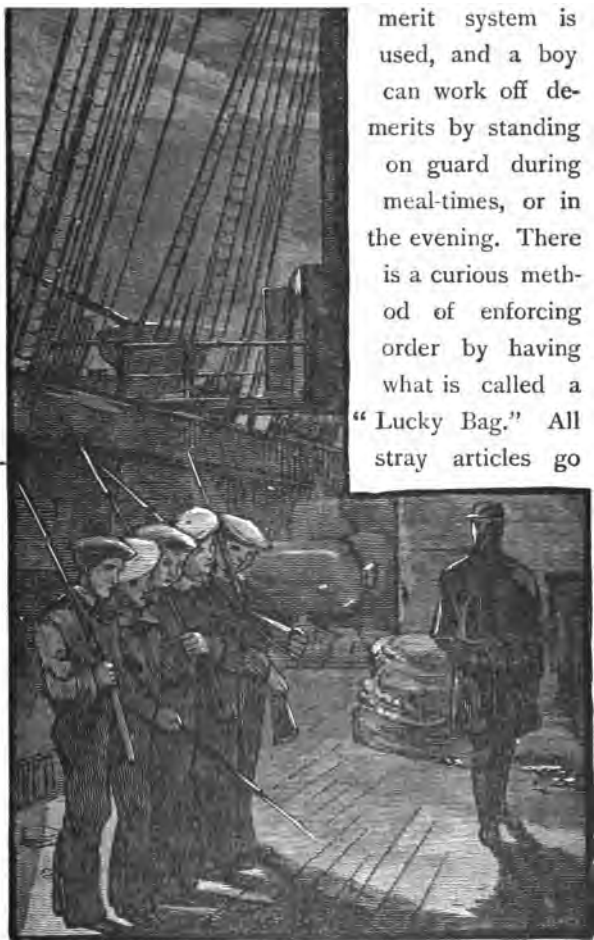 merit system is
used, and a boy
can work off de-
merits by standing
on guard during
meal-times, or in
the evening. There
is a curious meth-
od of enforcing
order by having
what is called a
“ Lucky Bag.” All
stray articles go